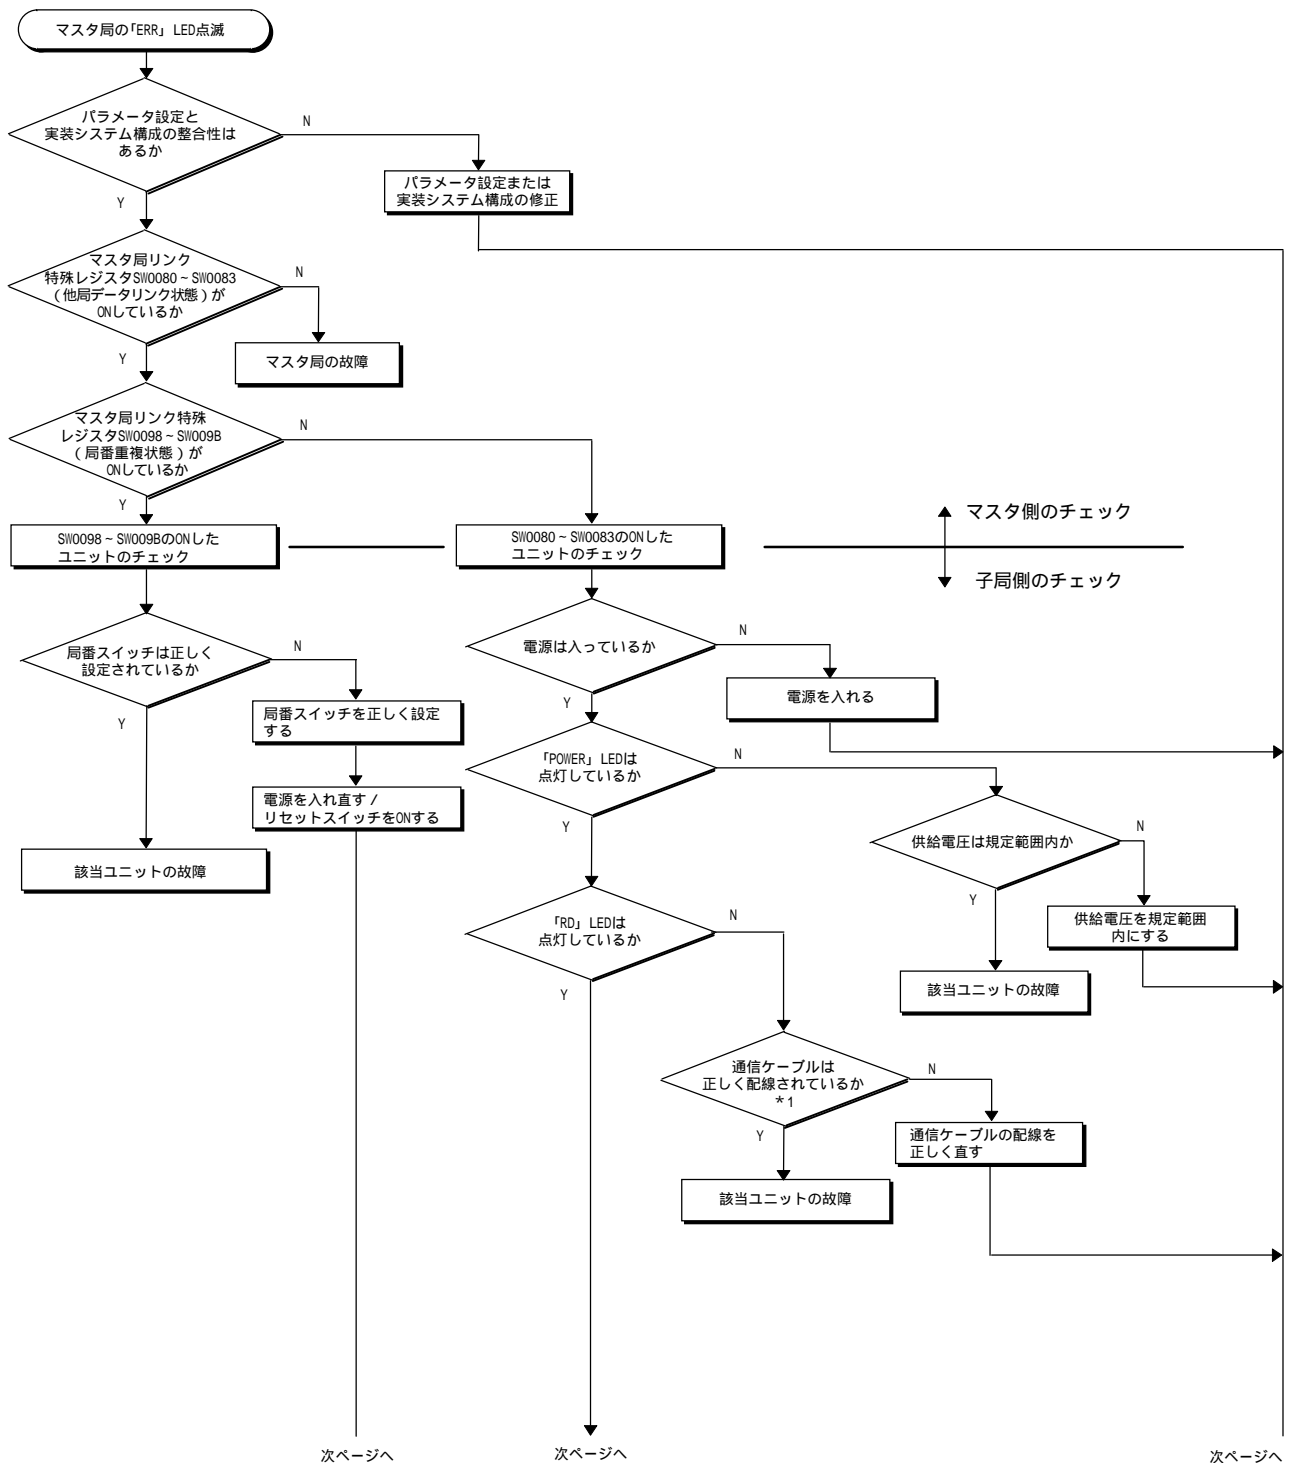 マスタ局の「ERR」LED点滅
パラメータ設定と
実装システム構成の整合性は
あるか
N
Y
パラメータ設定または
実装システム構成の修正
マスタ局リンク
特殊レジスタSW0080~SW0083
(他局データリンク状態)が
ONしているか
N
Y
マスタ局の故障
マスタ局リンク特殊
レジスタSW0098~SW009B
(局番重複状態)が
ONしているか
N
Y
SW0098~SW009BのONした
ユニットのチェック
SW0080~SW0083のONした
ユニットのチェック
マスタ側のチェック
子局側のチェック
局番スイッチは正しく
設定されているか
N
Y
局番スイッチを正しく設定
する
電源を入れ直す/
リセットスイッチをONする
該当ユニットの故障
電源は入っているか
N
Y
電源を入れる
「POWER」LEDは
点灯しているか
N
Y
供給電圧は規定範囲内か
N
Y
供給電圧を規定範囲
内にする
該当ユニットの故障
「RD」LEDは
点灯しているか
N
Y
通信ケーブルは
正しく配線されているか
*1
N
Y
通信ケーブルの配線を
正しく直す
該当ユニットの故障
次ページへ
次ページへ
次ページへ